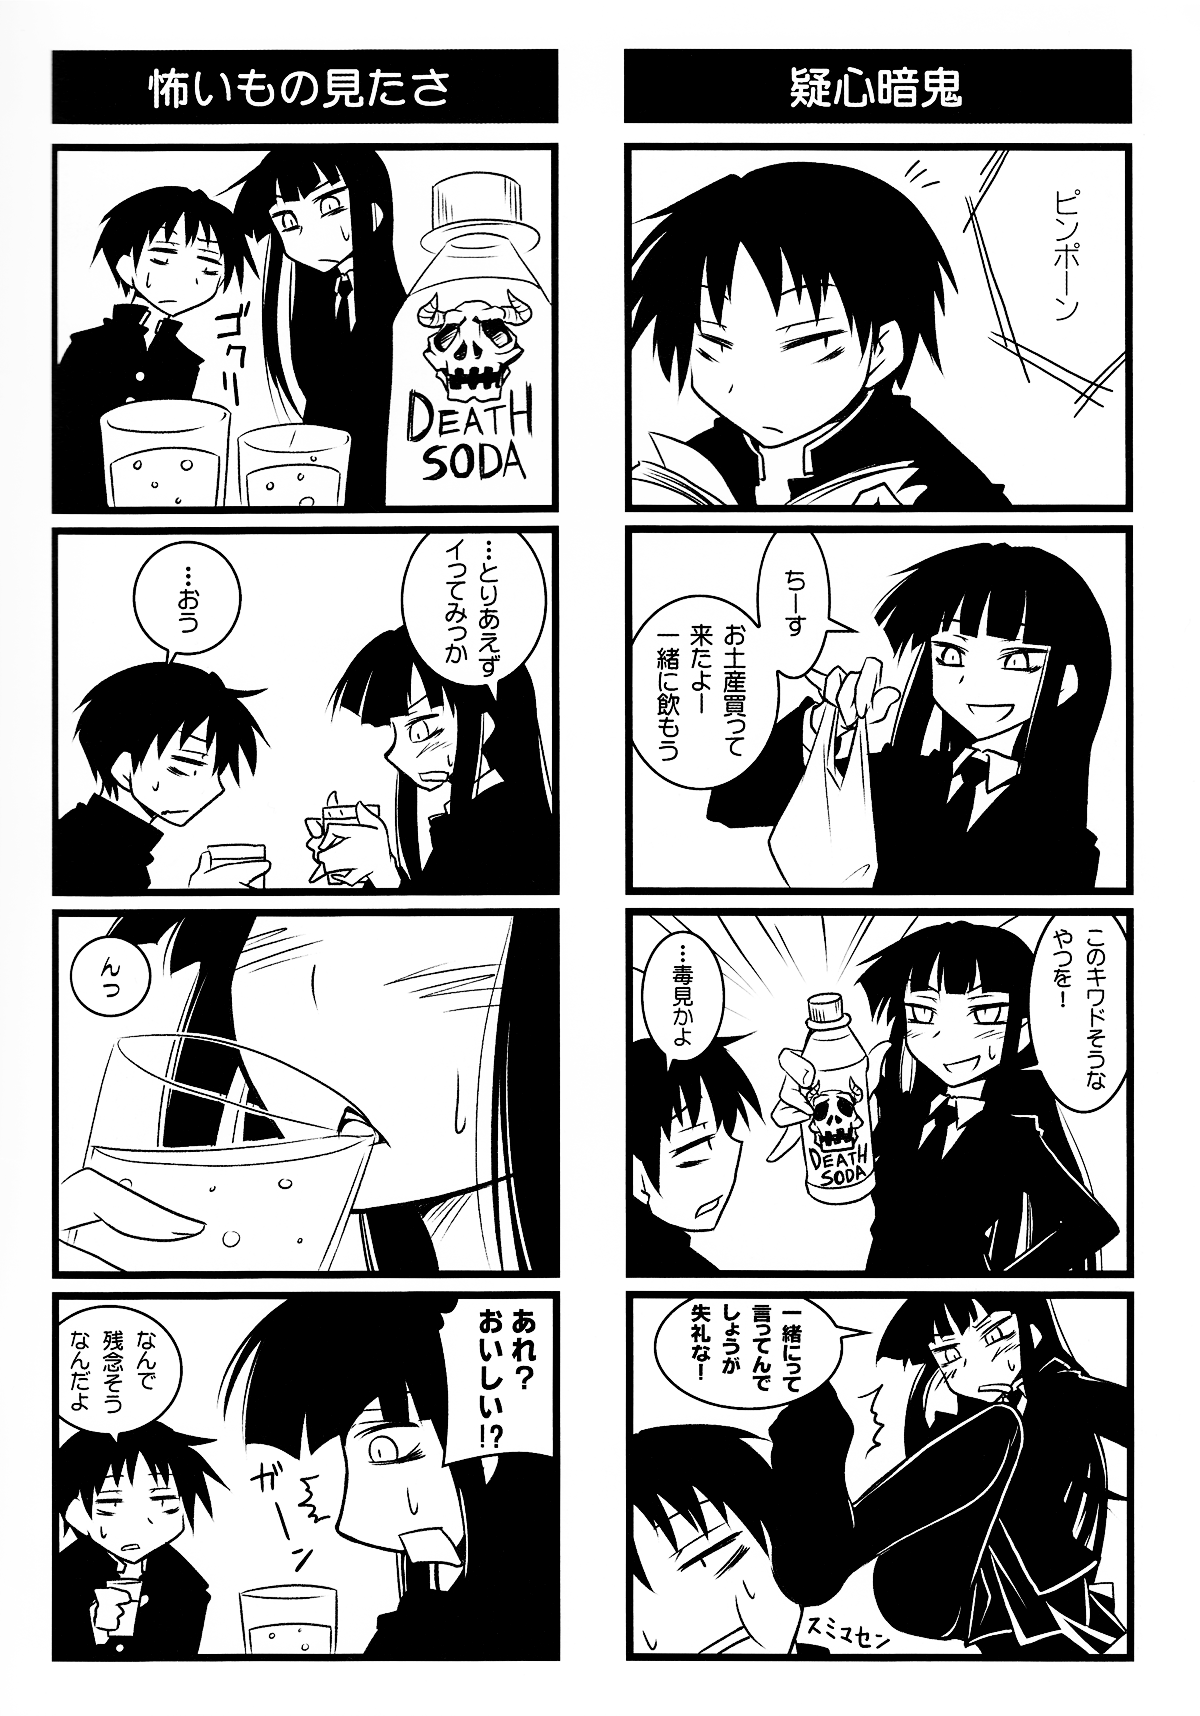 疑心暗鬼
ピンポーン
ちーす
お土産買って
来たよー
一緒に飲もう
このキワドそうな
やつを！
…毒見かよ
DEATH
SODA
一緒にって
言ってんで
しょうが
失礼な！
スミマセン
怖いもの見たさ
DEATH
SODA
ゴクリ
…とりあえず
イってみっか
…おう
んっ
あれ？
おいしい！？
ガーン
なんで
残念そう
なんだよ